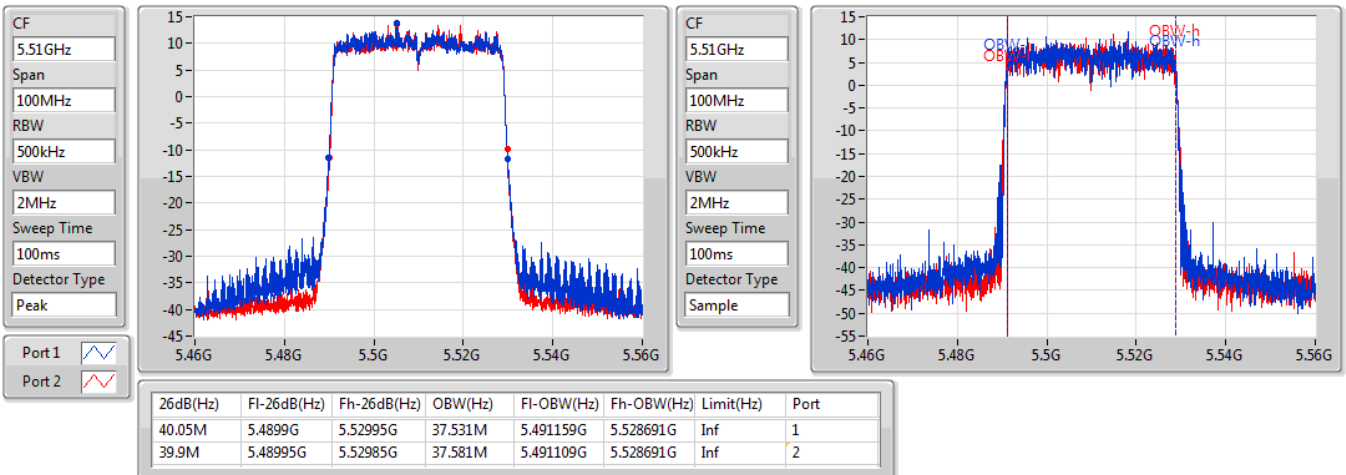 CF
5.51GHz
Span
100MHz
RBW
500kHz
VBW
2MHz
Sweep Time
100ms
Detector Type
Peak
Port 1
Port 2
15
10
5
0
-5
-10
-15
-20
-25
-30
-35
-40
-45
5.46G 5.48G 5.5G 5.52G 5.54G 5.56G
CF
5.51GHz
Span
100MHz
RBW
500kHz
VBW
2MHz
Sweep Time
100ms
Detector Type
Sample
15
10
5
0
-5
-10
-15
-20
-25
-30
-35
-40
-45
-50
-55
OBW-h
OBW-h
5.46G 5.48G 5.5G 5.52G 5.54G 5.56G
26dB(Hz) Fl-26dB(Hz) Fh-26dB(Hz) OBW(Hz) Fl-OBW(Hz) Fh-OBW(Hz) Limit(Hz) Port
40.05M 5.4899G 5.52995G 37.531M 5.491159G 5.528691G Inf 1
39.9M 5.48995G 5.52985G 37.581M 5.491109G 5.528691G Inf 2